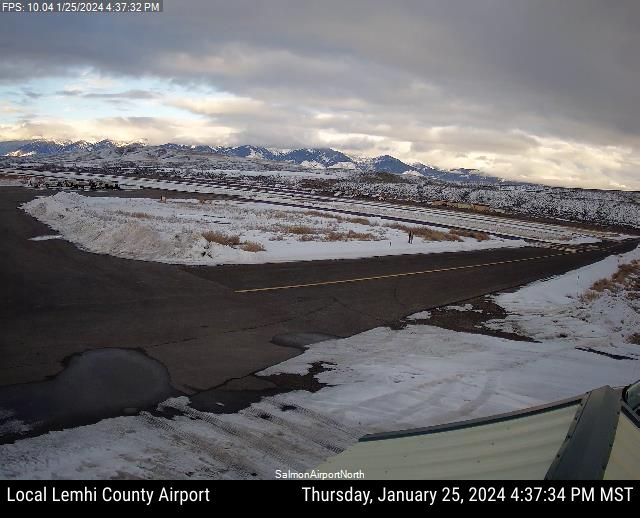 FPS: 10.04 1/25/2024 4:37:32 PM
SalmonAirportNorth
Local Lemhi County Airport Thursday, January 25, 2024 4:37:34 PM MST